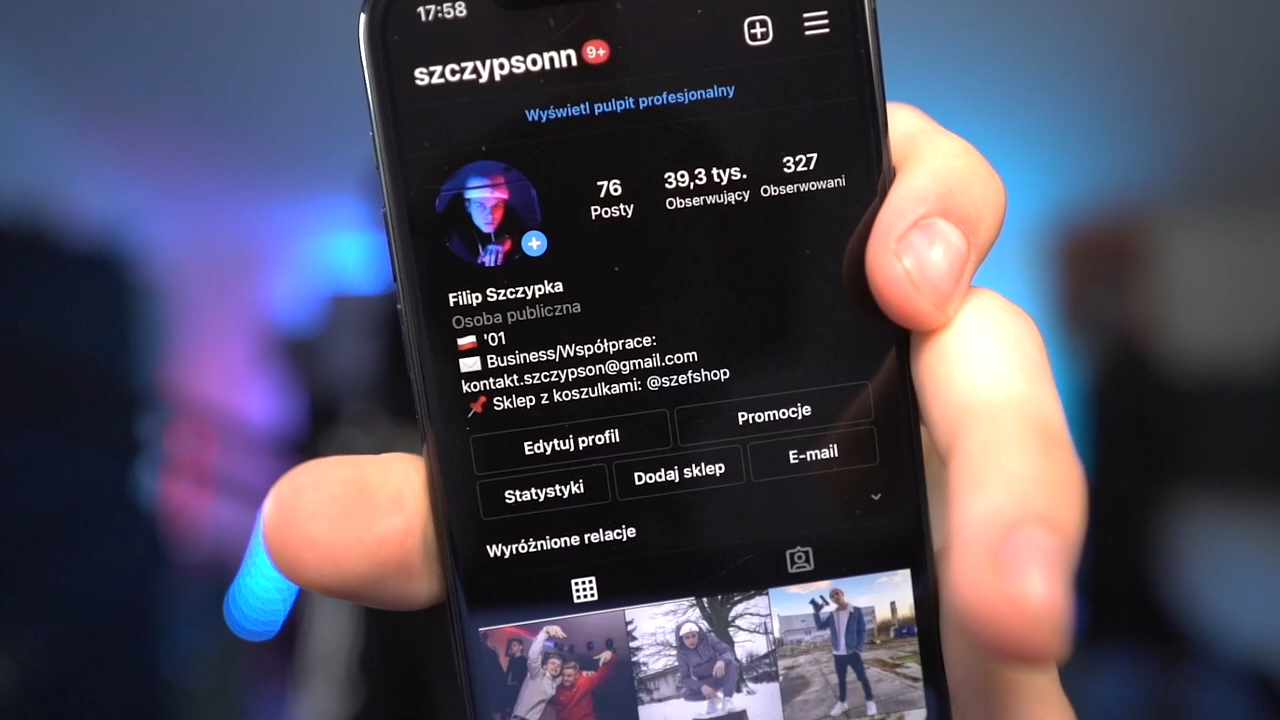 17:58
szczypsonn 9+
Wyświetl pulpit profesjonalny
76 39,3 tys. 327
Posty Obserwujący Obserwowani
Filip Szczypka
Osoba publiczna
'01
Business/Współprace:
kontakt.szczypson@gmail.com
Sklep z koszulkami: @szefshop
Edytuj profil Promocje
Statystyki Dodaj sklep E-mail
Wyróżnione relacje